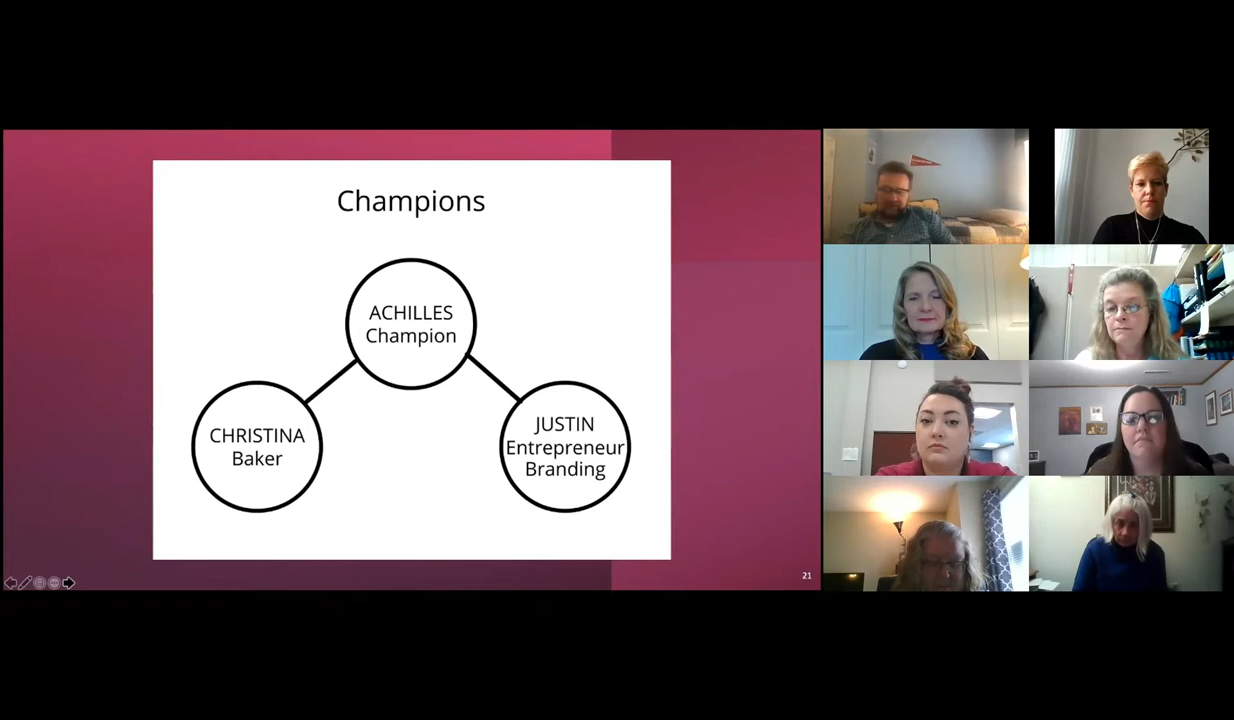 Champions
ACHILLES
Champion
CHRISTINA
Baker
JUSTIN
Entrepreneur
Branding
21